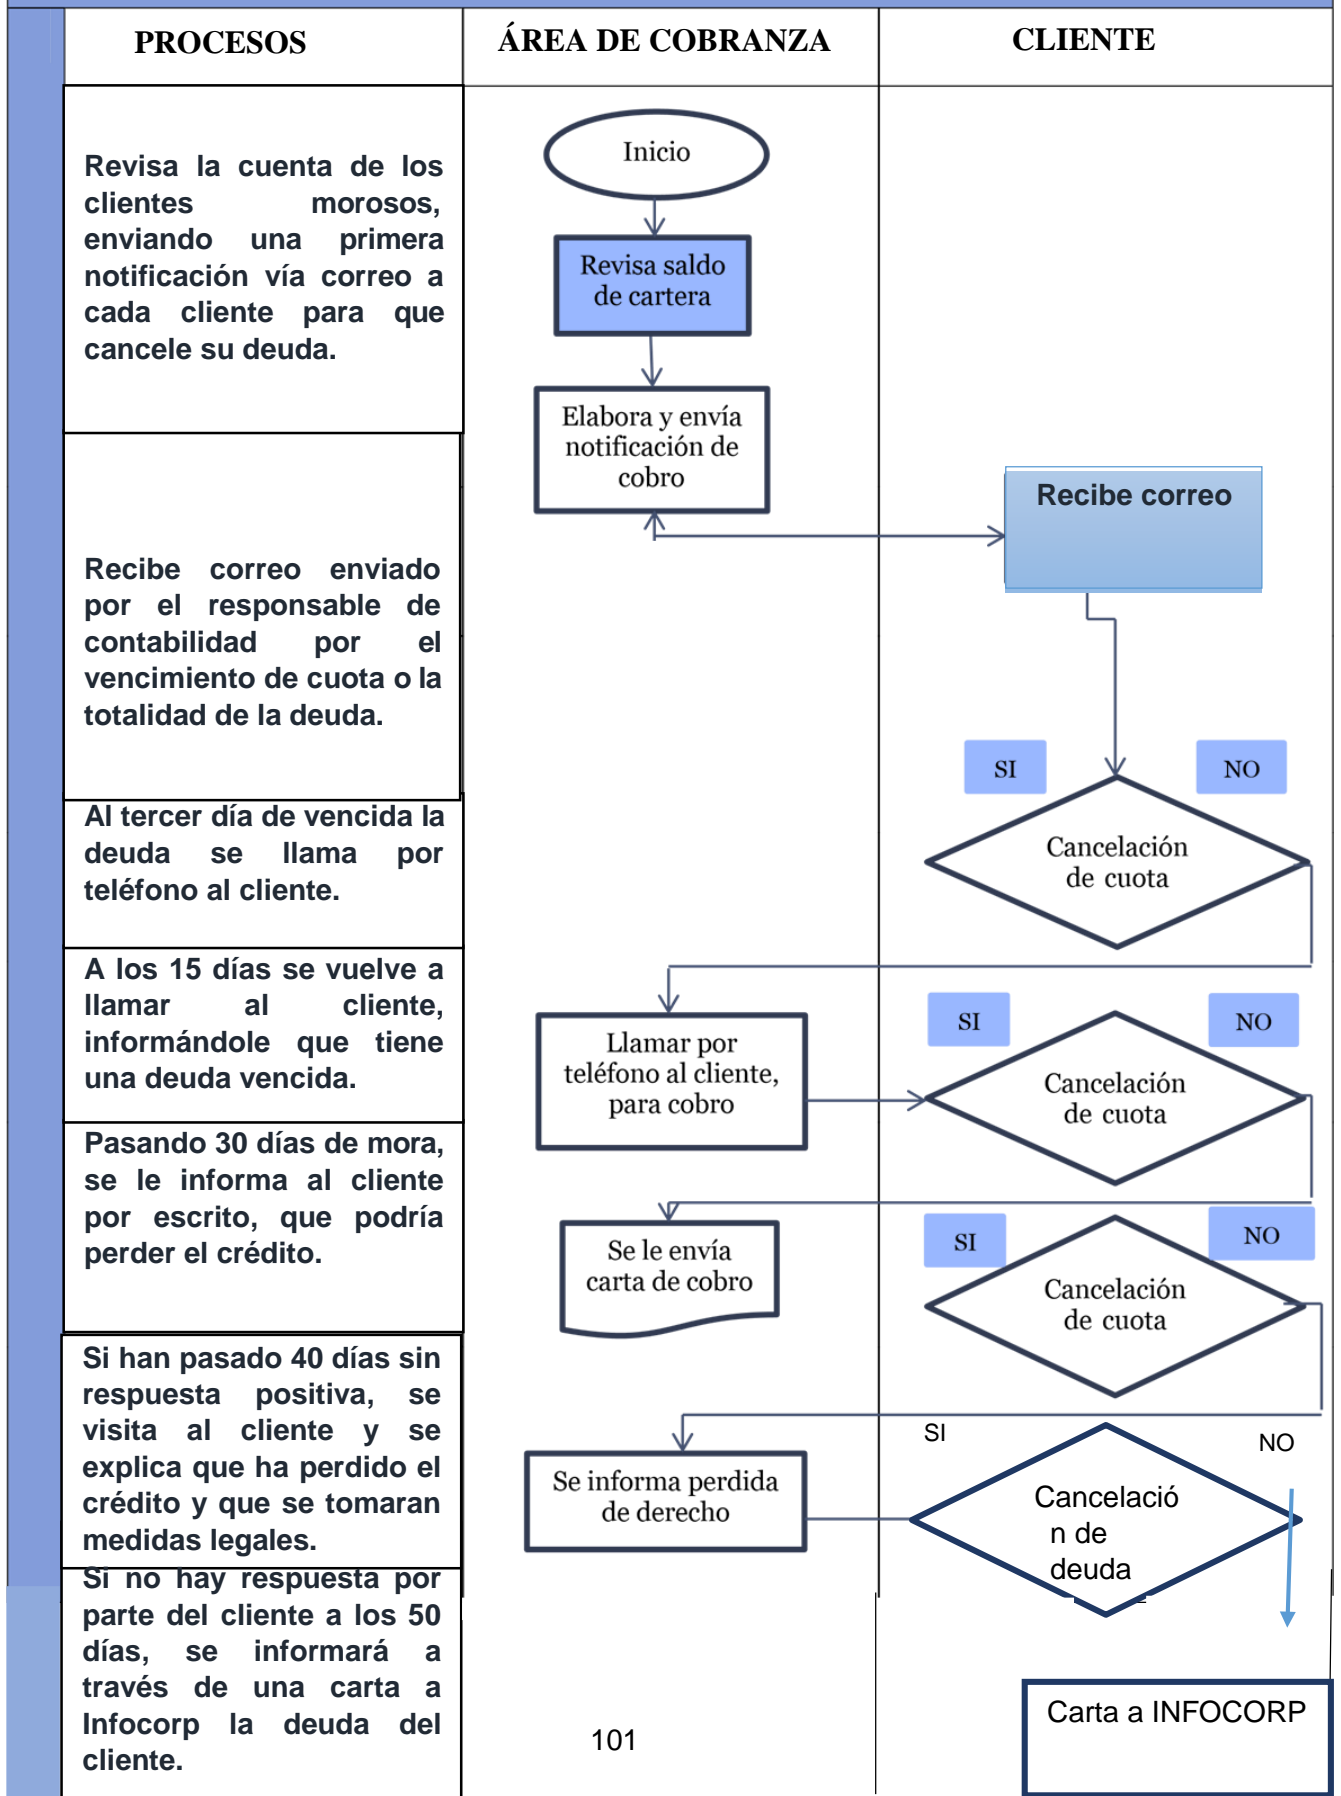 PROCESOS
ÁREA DE COBRANZA
CLIENTE
Revisa la cuenta de los
clientes morosos,
enviando una primera
notificación vía correo a
cada cliente para que
cancele su deuda.
Inicio
Revisa saldo
de cartera
Elabora y envía
notificación de
cobro
Recibe correo
Recibe correo enviado
por el responsable de
contabilidad por el
vencimiento de cuota o la
totalidad de la deuda.
SI
NO
Cancelación
de cuota
Al tercer día de vencida la
deuda se llama por
teléfono al cliente.
A los 15 días se vuelve a
llamar al cliente,
informándole que tiene
una deuda vencida.
Llamar por
teléfono al cliente,
para cobro
SI
NO
Cancelación
de cuota
Pasando 30 días de mora,
se le informa al cliente
por escrito, que podría
perder el crédito.
Se le envía
carta de cobro
SI
NO
Cancelación
de cuota
Si han pasado 40 días sin
respuesta positiva, se
visita al cliente y se
explica que ha perdido el
crédito y que se tomaran
medidas legales.
Se informa perdida
de derecho
SI
NO
Cancelació
n de
deuda
Si no hay respuesta por
parte del cliente a los 50
días, se informará a
través de una carta a
Infocorp la deuda del
cliente.
Carta a INFOCORP
101